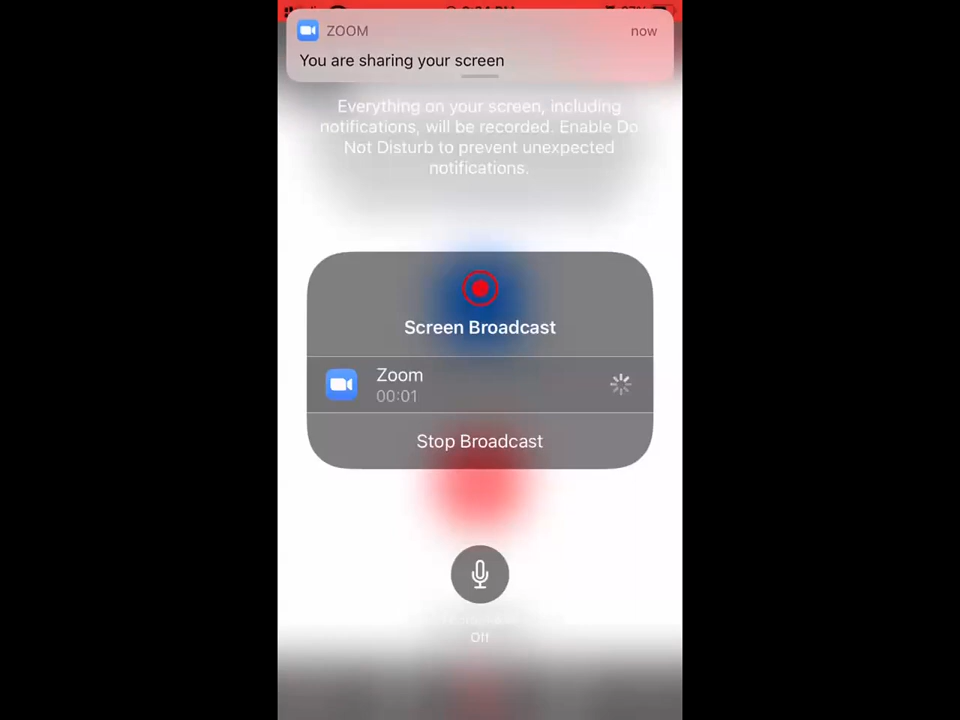 ZOOM now
You are sharing your screen
Everything on your screen, including
notifications, will be recorded. Enable Do
Not Disturb to prevent unexpected
notifications.
Screen Broadcast
Zoom
00:01
Stop Broadcast
Off